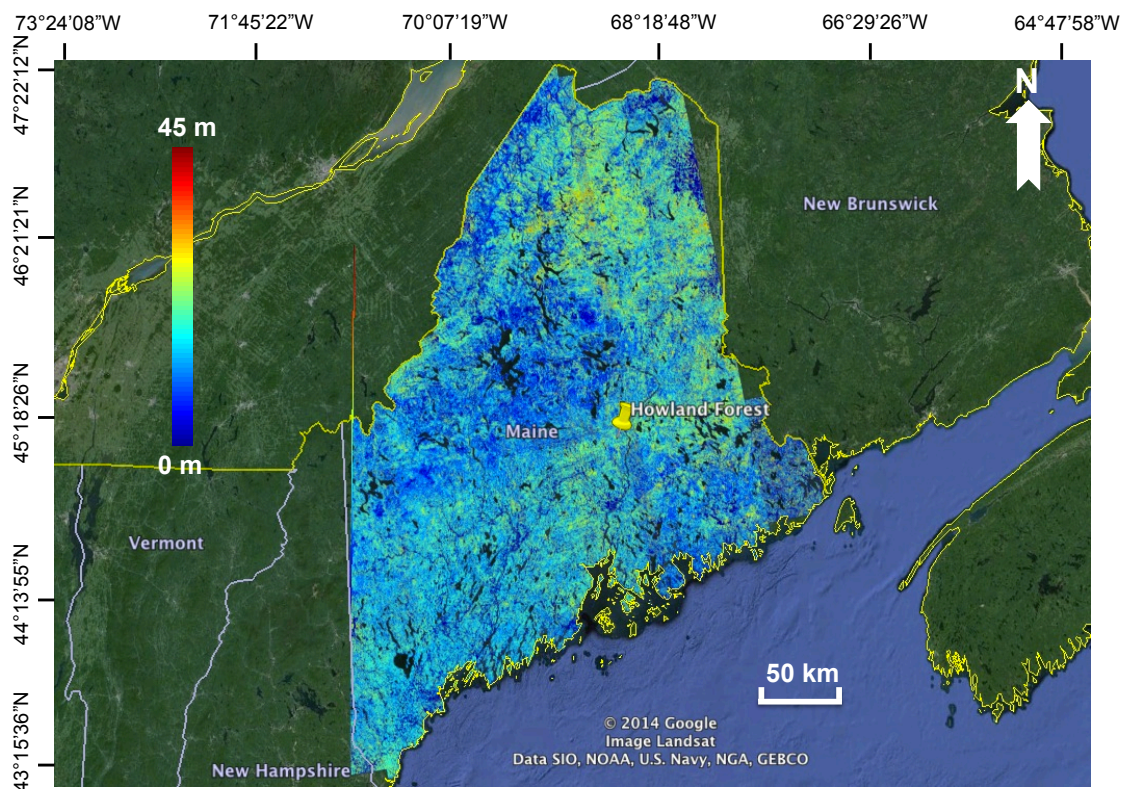 73°24'08”W 71°45'22”W 70°07'19”W 68°18'48”W 66°29'26”W 64°47'58”W
47°22'12”N
46°21'21”N
45°18'26”N
44°13'55”N
43°15'36”N
N
45 m
0 m
New Brunswick
Howland Forest
Maine
Vermont
New Hampshire
50 km
© 2014 Google
Image Landsat
Data SIO, NOAA, U.S. Navy, NGA, GEBCO